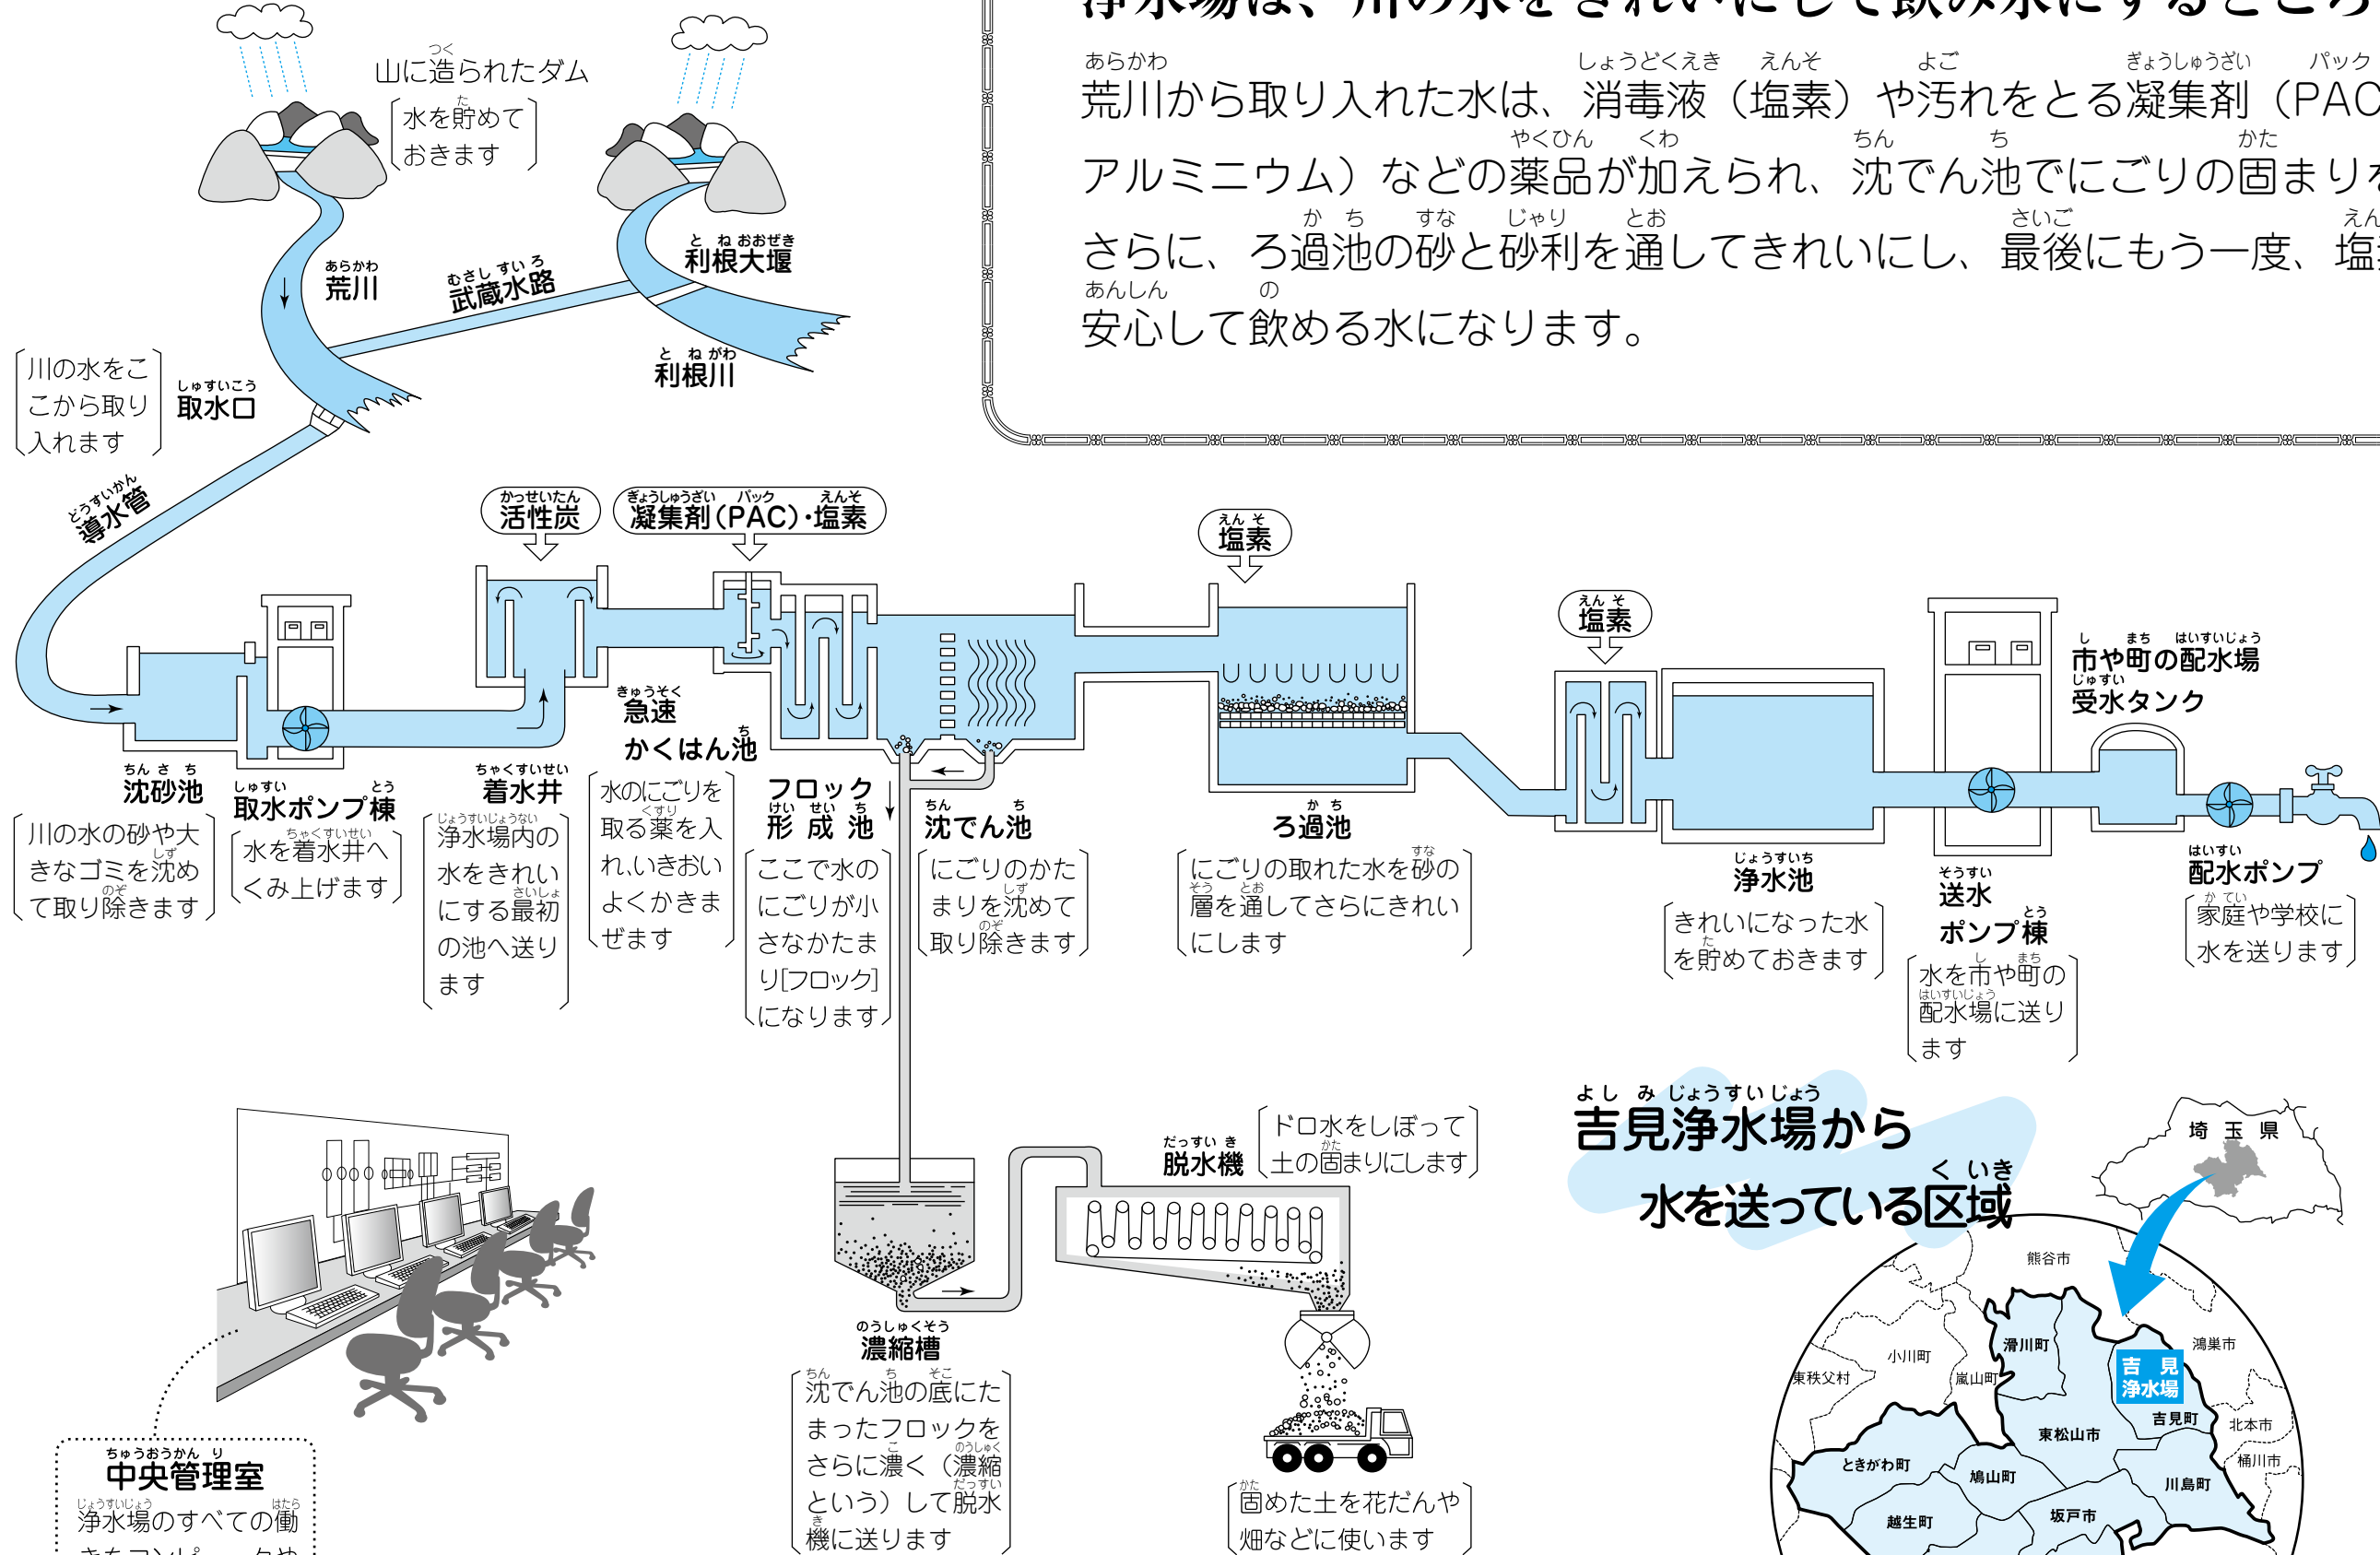 浄水場は、川の水をきれいにして飲み水にするところ
荒川から取り入れた水は、消毒液（塩素）や汚れをとる凝集剤（PAC
アルミニウム）などの薬品が加えられ、沈でん池でにごりの固まりを
さらに、ろ過池の砂と砂利を通してきれいにし、最後にもう一度、塩素
安心して飲める水になります。
山に造られたダム
水を貯めて
おきます
荒川
武蔵水路
利根大堰
利根川
川の水をこ
こから取り
入れます
取水口
導水管
活性炭
凝集剤(PAC)・塩素
塩素
塩素
沈砂池
川の水の砂や大
きなゴミを沈め
て取り除きます
取水ポンプ棟
水を着水井へ
くみ上げます
着水井
浄水場内の
水をきれい
にする最初
の池へ送り
ます
急速
かくはん池
水のにごりを
取る薬を入
れ、いきおい
よくかきま
ぜます
フロック
形成池
ここで水の
にごりが小
さなかたま
り[フロック]
になります
沈でん池
にごりのかた
まりを沈めて
取り除きます
ろ過池
にごりの取れた水を砂の
層を通してさらにきれい
にします
浄水池
きれいになった水
を貯めておきます
送水
ポンプ棟
水を市や町の
配水場に送り
ます
市や町の配水場
受水タンク
配水ポンプ
家庭や学校に
水を送ります
濃縮槽
沈でん池の底にた
まったフロックを
さらに濃く（濃縮
という）して脱水
機に送ります
脱水機
ドロ水をしぼって
土の固まりにします
固めた土を花だんや
畑などに使います
中央管理室
浄水場のすべての働
吉見浄水場から
水を送っている区域
埼玉県
熊谷市
滑川町
小川町
嵐山町
東秩父村
鴻巣市
吉見
浄水場
吉見町
北本市
東松山市
桶川市
ときがわ町
鳩山町
川島町
越生町
坂戸市